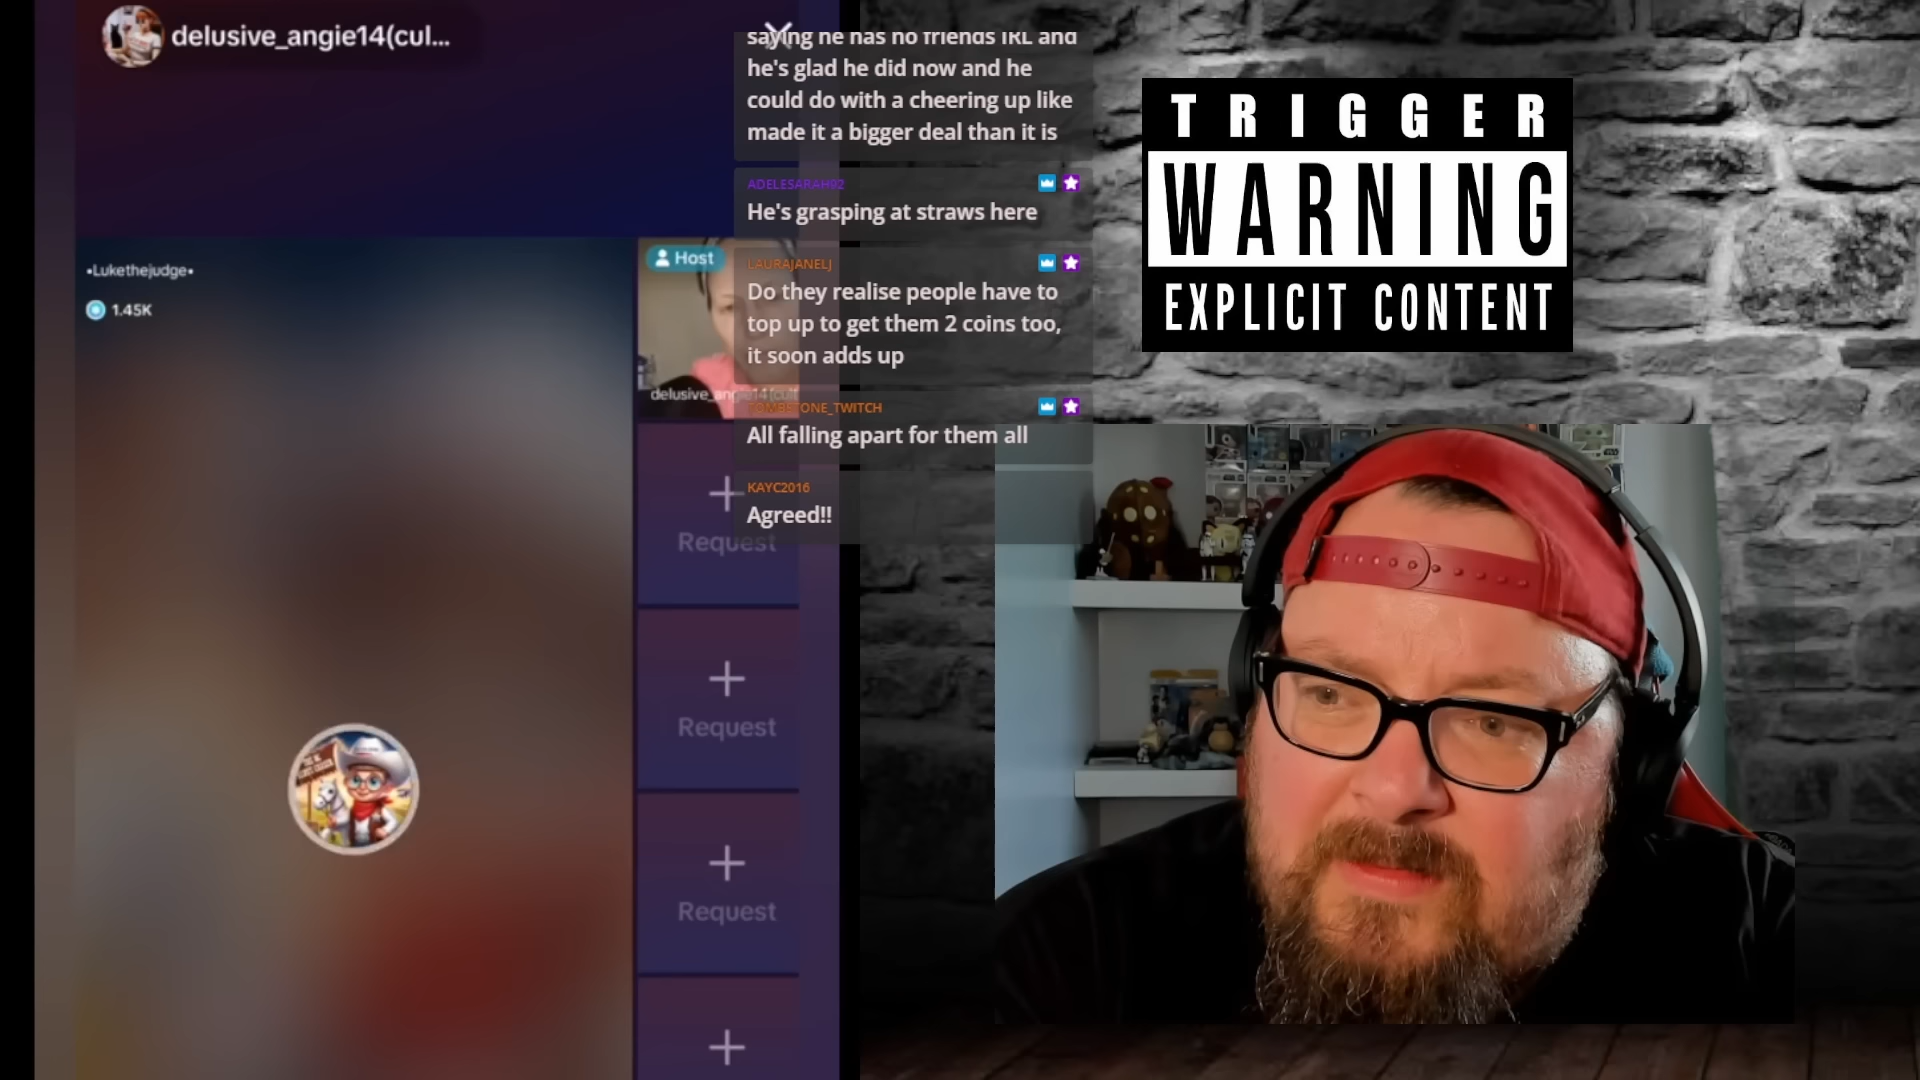 delusive_angie14(cul...
•Lukethejudge•
1.45K
Host
delusive_angie14(cult
Request
Request
Request
saying he has no friends IRL and
he's glad he did now and he
could do with a cheering up like
made it a bigger deal than it is
ADELESARAH92
He's grasping at straws here
LAURAJANELJ
Do they realise people have to
top up to get them 2 coins too,
it soon adds up
TOMBSTONE_TWITCH
All falling apart for them all
KAYC2016
Agreed!!
TRIGGER
WARNING
EXPLICIT CONTENT